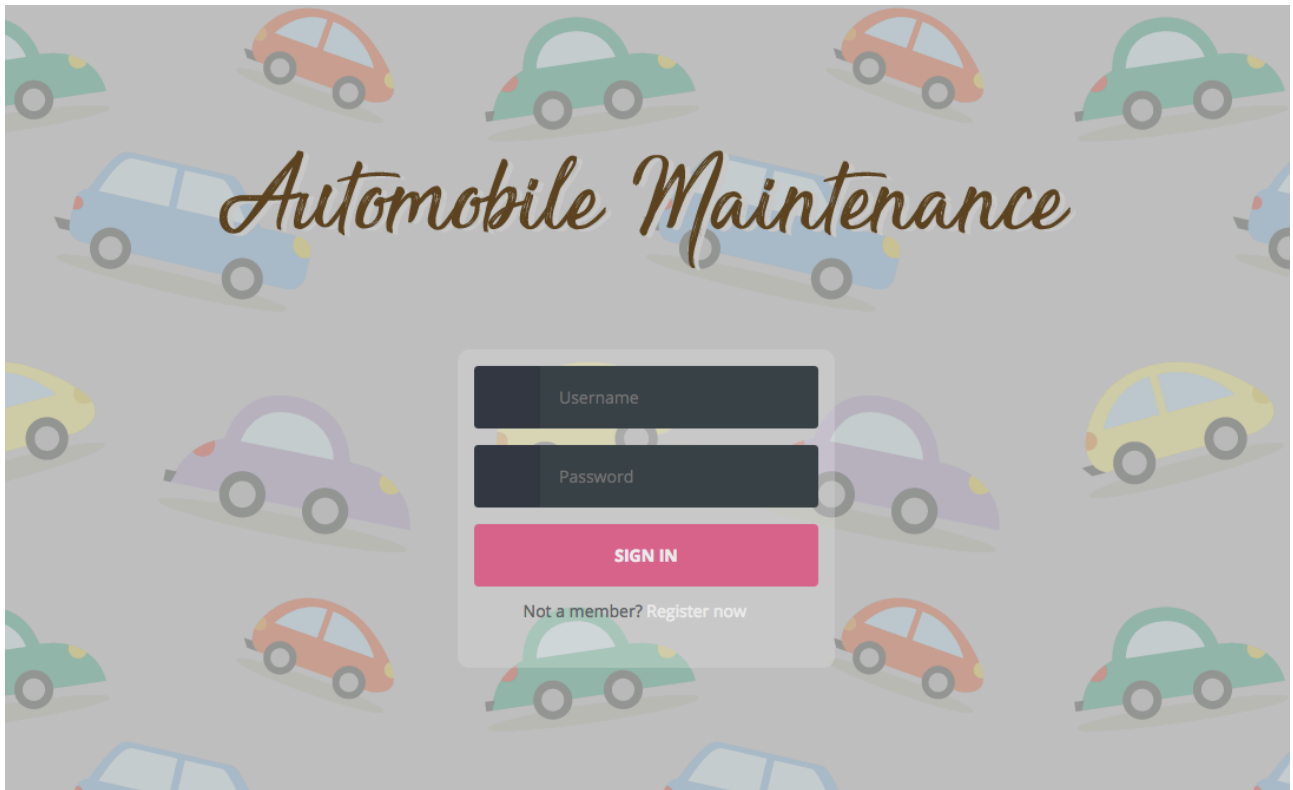 Automobile Maintenance
Username
Password
SIGN IN
Not a member? Register now